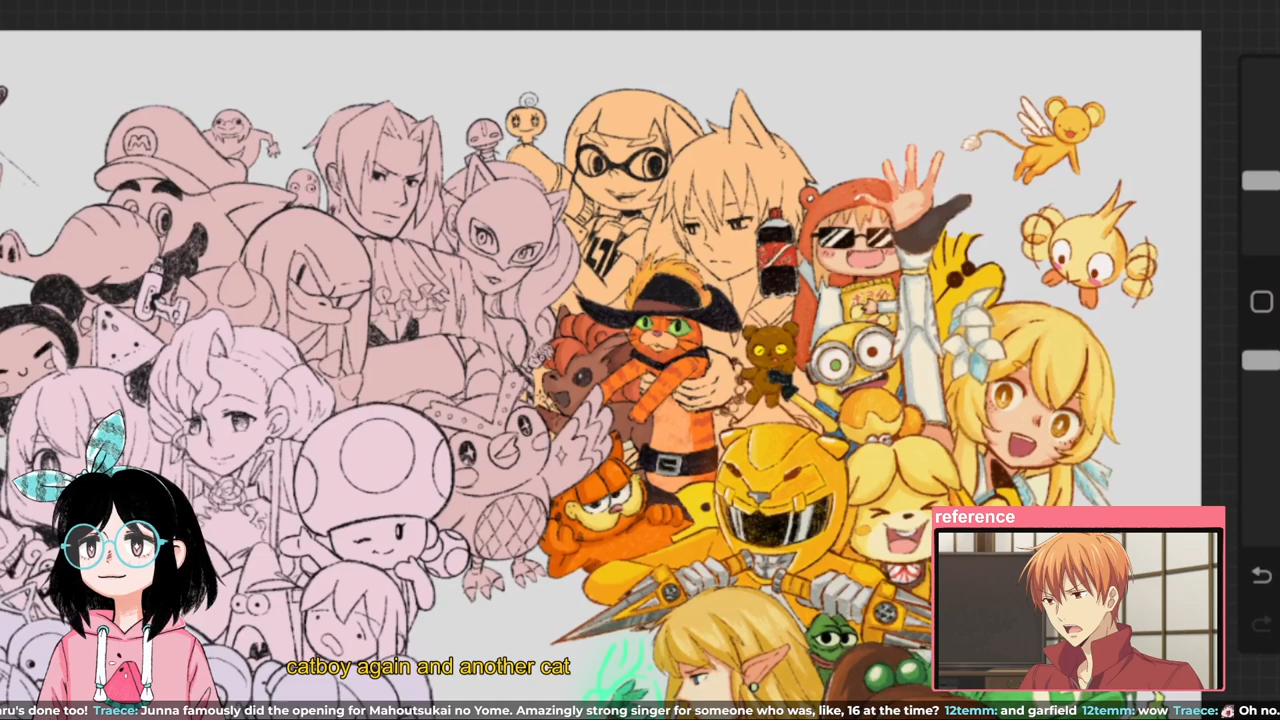 M
reference
catboy again and another cat
aru's done too! Traece: Junna famously did the opening for Mahoutsukai no Yome. Amazingly strong singer for someone who was, like, 16 at the time? 12temm: and garfield 12temm: wow Traece: Oh no.